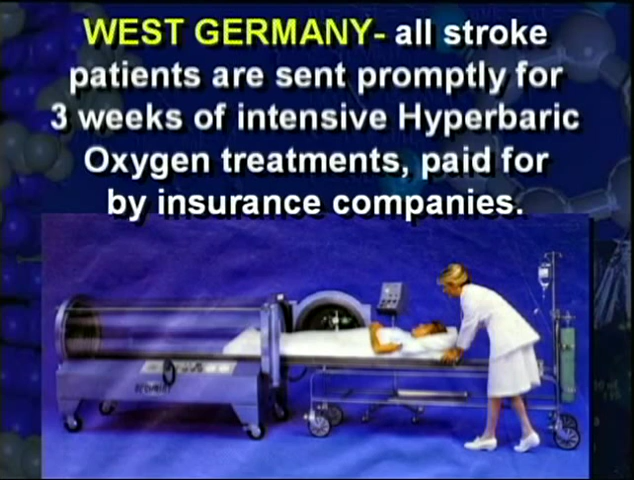 WEST GERMANY- all stroke
patients are sent promptly for
3 weeks of intensive Hyperbaric
Oxygen treatments, paid for
by insurance companies.